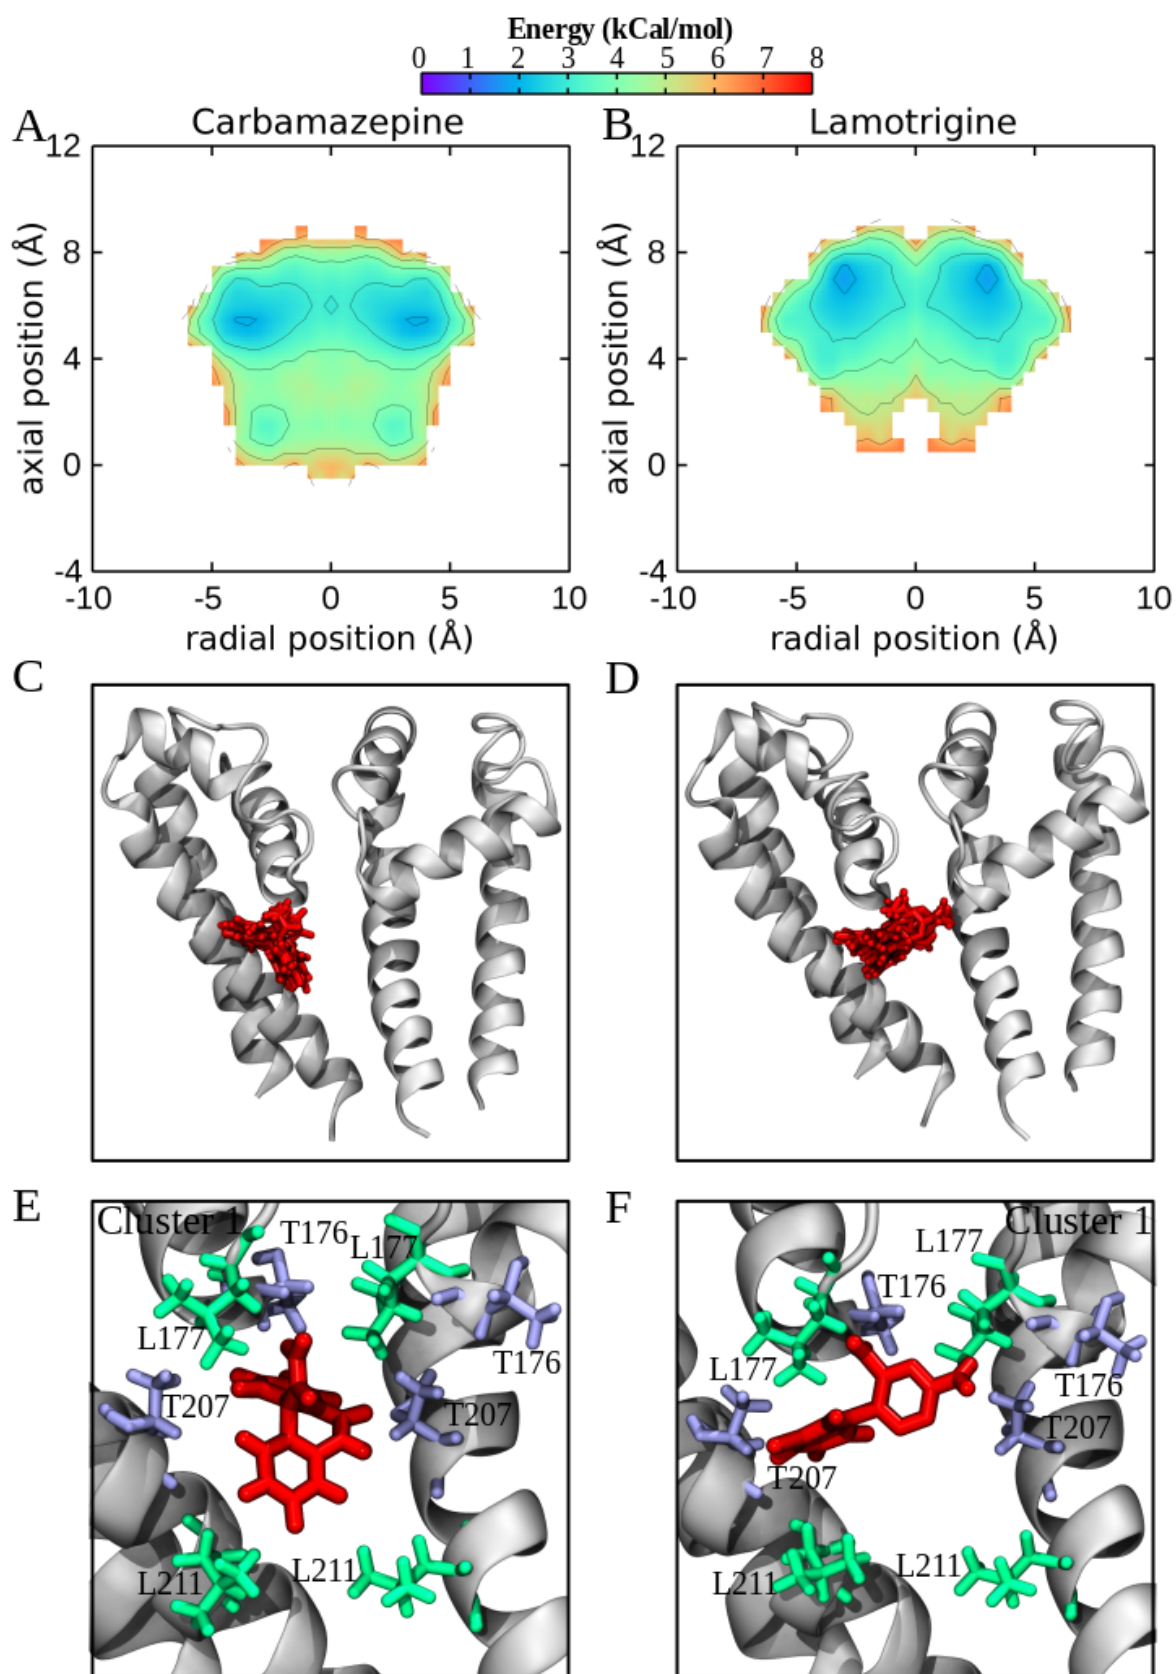 Energy (kCal/mol)
0 1 2 3 4 5 6 7 8
A Carbamazepine
B Lamotrigine
12
8
4
0
-4
axial position (Å)
-10 -5 0 5 10
radial position (Å)
12
8
4
0
-4
axial position (Å)
-10 -5 0 5 10
radial position (Å)
C
D
E
Cluster 1
T176
L177
L177
T176
T207
T207
L211
L211
F
Cluster 1
L177
T176
L177
T176
T207
T207
L211
L211